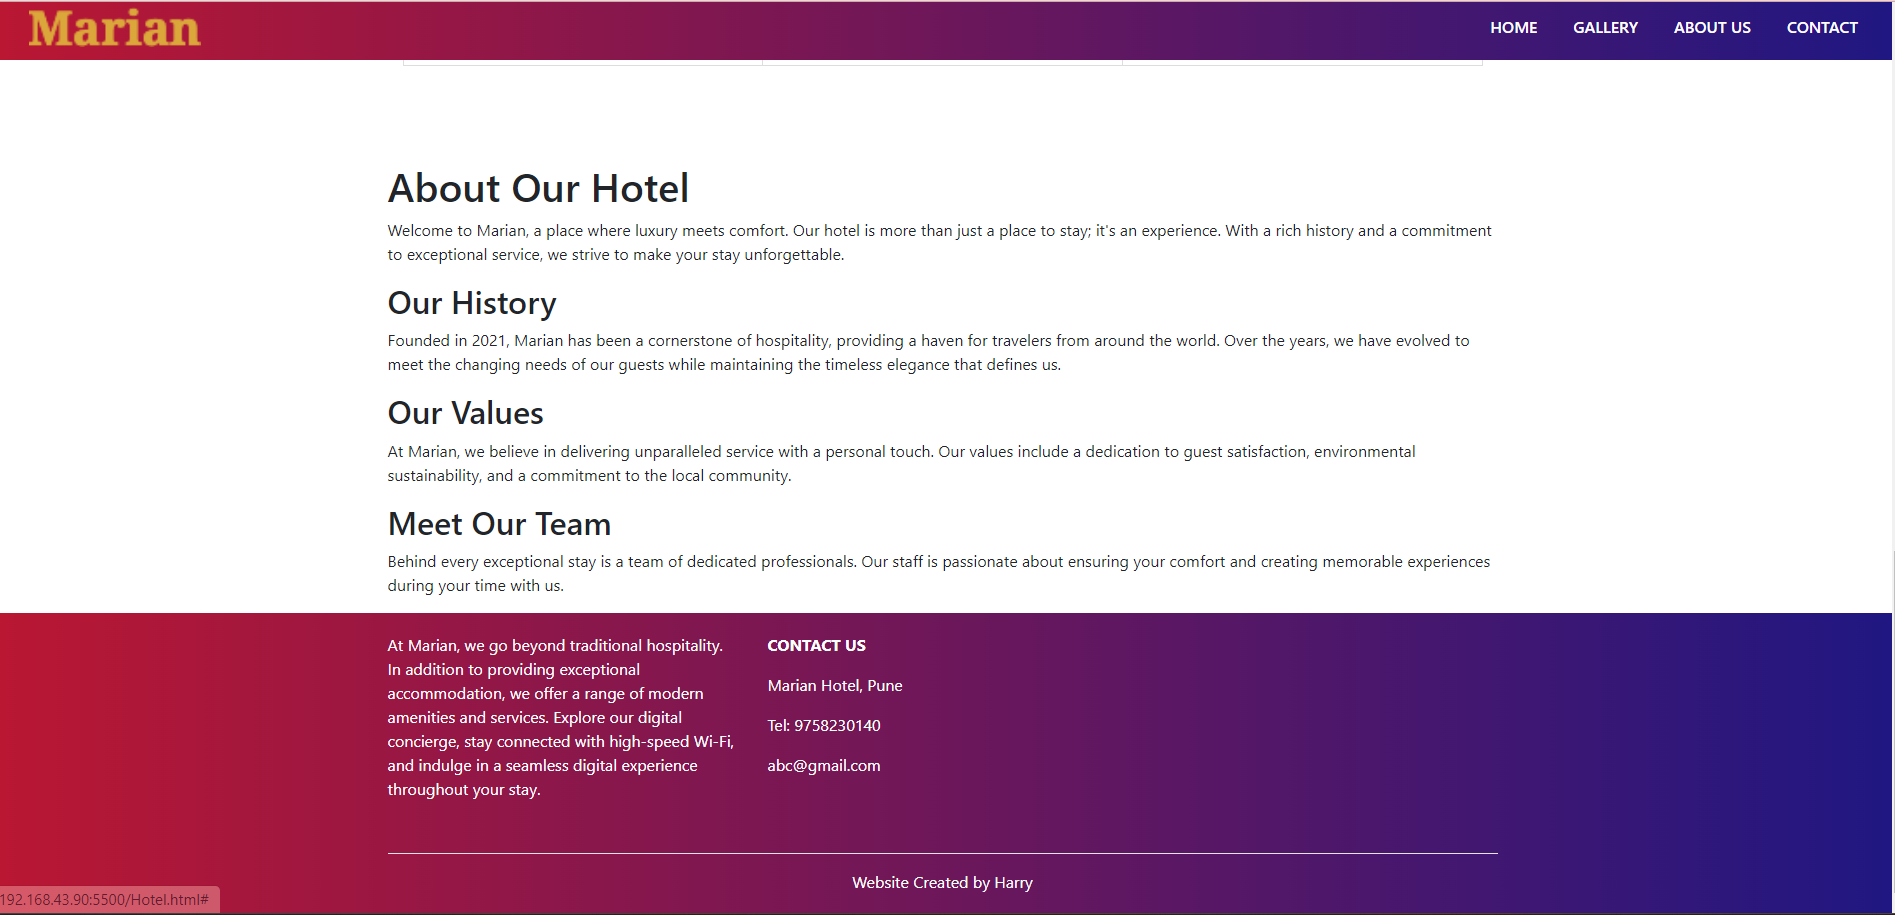 Marian
HOME GALLERY ABOUT US CONTACT
About Our Hotel
Welcome to Marian, a place where luxury meets comfort. Our hotel is more than just a place to stay; it's an experience. With a rich history and a commitment
to exceptional service, we strive to make your stay unforgettable.
Our History
Founded in 2021, Marian has been a cornerstone of hospitality, providing a haven for travelers from around the world. Over the years, we have evolved to
meet the changing needs of our guests while maintaining the timeless elegance that defines us.
Our Values
At Marian, we believe in delivering unparalleled service with a personal touch. Our values include a dedication to guest satisfaction, environmental
sustainability, and a commitment to the local community.
Meet Our Team
Behind every exceptional stay is a team of dedicated professionals. Our staff is passionate about ensuring your comfort and creating memorable experiences
during your time with us.
At Marian, we go beyond traditional hospitality.
In addition to providing exceptional
accommodation, we offer a range of modern
amenities and services. Explore our digital
concierge, stay connected with high-speed Wi-Fi,
and indulge in a seamless digital experience
throughout your stay.
CONTACT US
Marian Hotel, Pune
Tel: 9758230140
abc@gmail.com
Website Created by Harry
192.168.43.90:5500/Hotel.html#